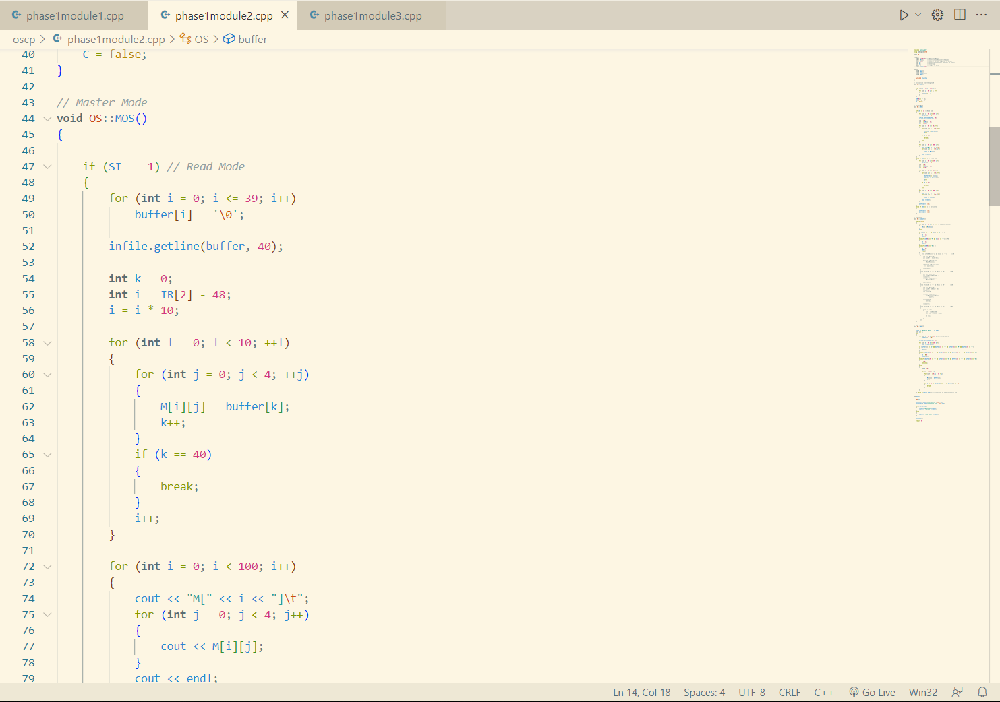 phase1module1.cpp phase1module2.cpp phase1module3.cpp
oscp phase1module2.cpp OS buffer
40 C = false;
41 }
42
43 // Master Mode
44 void OS::MOS()
45 {
46
47 if (SI == 1) // Read Mode
48 {
49 for (int i = 0; i <= 39; i++)
50 buffer[i] = '\0';
51
52 infile.getline(buffer, 40);
53
54 int k = 0;
55 int i = IR[2] - 48;
56 i = i * 10;
57
58 for (int l = 0; l < 10; ++l)
59 {
60 for (int j = 0; j < 4; ++j)
61 {
62 M[i][j] = buffer[k];
63 k++;
64 }
65 if (k == 40)
66 {
67 break;
68 }
69 i++;
70 }
71
72 for (int i = 0; i < 100; i++)
73 {
74 cout << "M[" << i << "]\t";
75 for (int j = 0; j < 4; j++)
76 {
77 cout << M[i][j];
78 }
79 cout << endl;
Ln 14, Col 18 Spaces: 4 UTF-8 CRLF C++ Go Live Win32